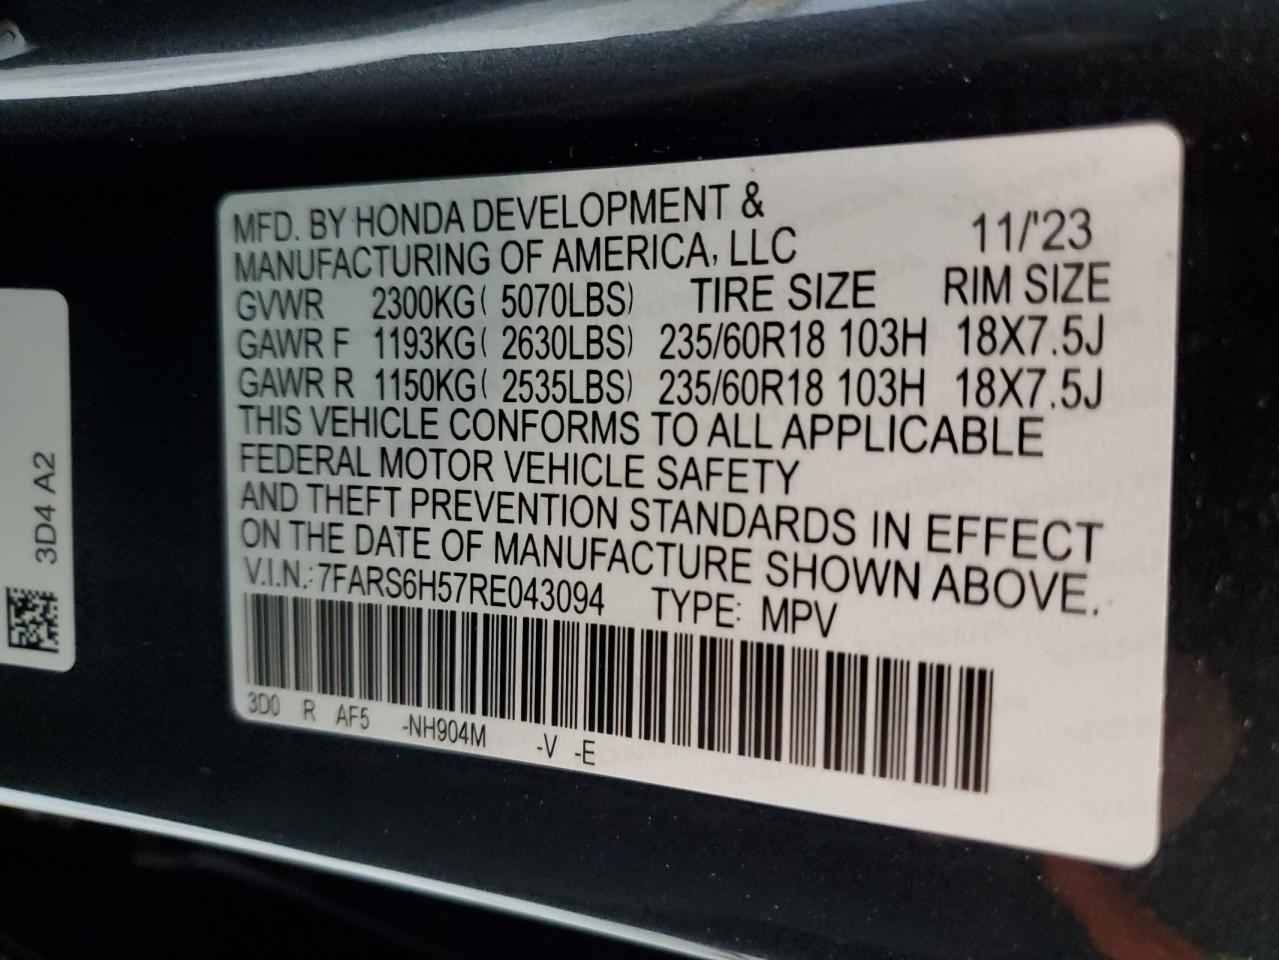 MFD. BY HONDA DEVELOPMENT &
MANUFACTURING OF AMERICA, LLC 11/'23
GVWR 2300KG( 5070LBS) TIRE SIZE RIM SIZE
GAWR F 1193KG( 2630LBS) 235/60R18 103H 18X7.5J
GAWR R 1150KG( 2535LBS) 235/60R18 103H 18X7.5J
THIS VEHICLE CONFORMS TO ALL APPLICABLE
FEDERAL MOTOR VEHICLE SAFETY
AND THEFT PREVENTION STANDARDS IN EFFECT
ON THE DATE OF MANUFACTURE SHOWN ABOVE.
V.I.N.: 7FARS6H57RE043094 TYPE: MPV
3D0 R AF5 -NH904M -V -E
3D4 A2